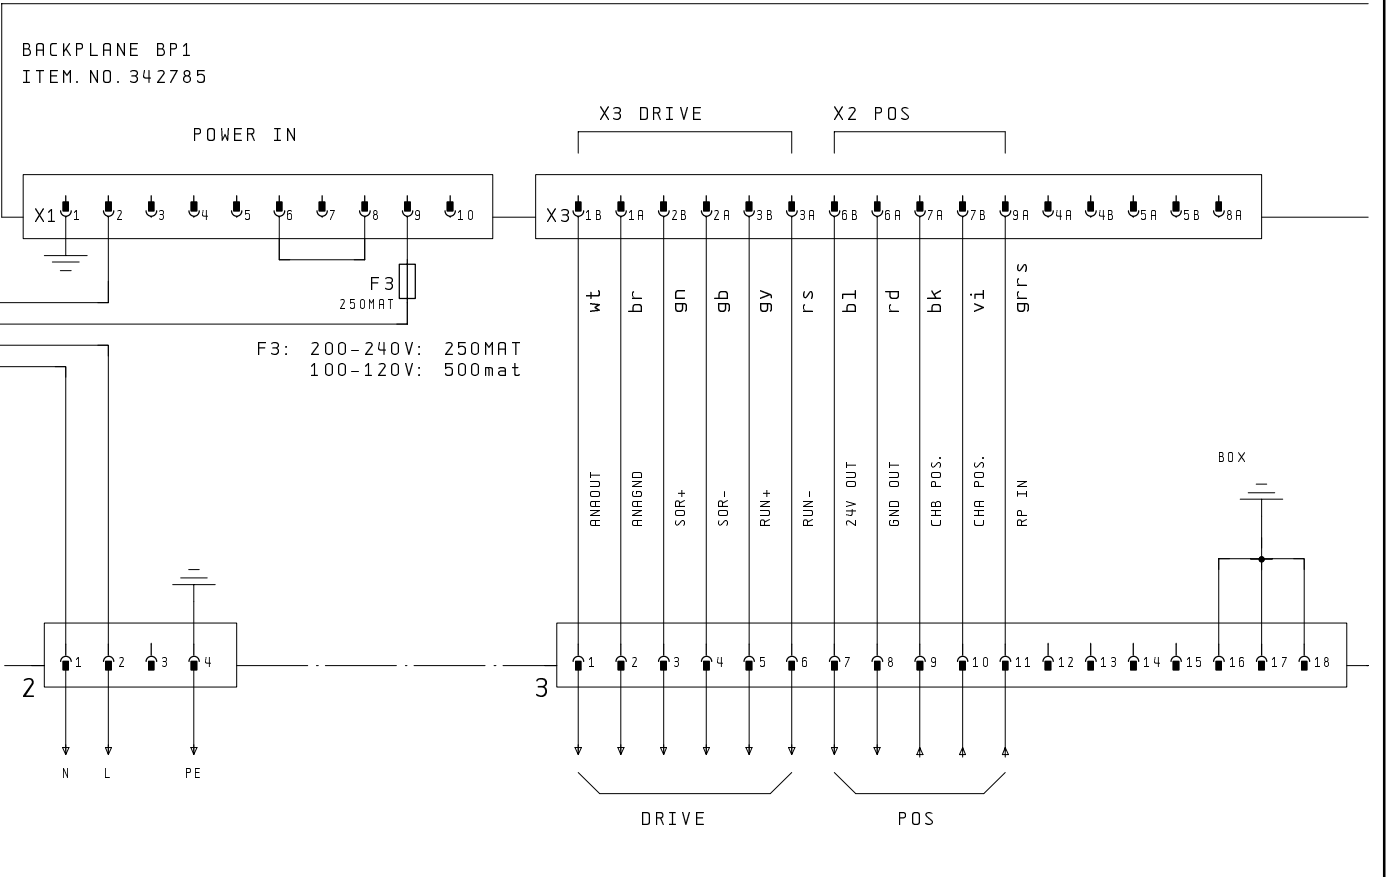 BACKPLANE BP1
ITEM. NO. 342785
X3 DRIVE X2 POS
POWER IN
X1 1 2 3 4 5 6 7 8 9 10
X3 1B 1A 2B 2A 3B 3A 6B 6A 7A 7B 9A 4A 4B 5A 5B 8A
F3
250MAT
wt br gn gb gy rs bl rd bk vi grrs
F3: 200-240V: 250MAT
100-120V: 500mat
BOX
ANAOUT ANAGND SOR+ SOR- RUN+ RUN- 24V OUT GND OUT CHB POS. CHA POS. RP IN
1 2 3 4
2
1 2 3 4 5 6 7 8 9 10 11 12 13 14 15 16 17 18
3
N L PE
DRIVE POS